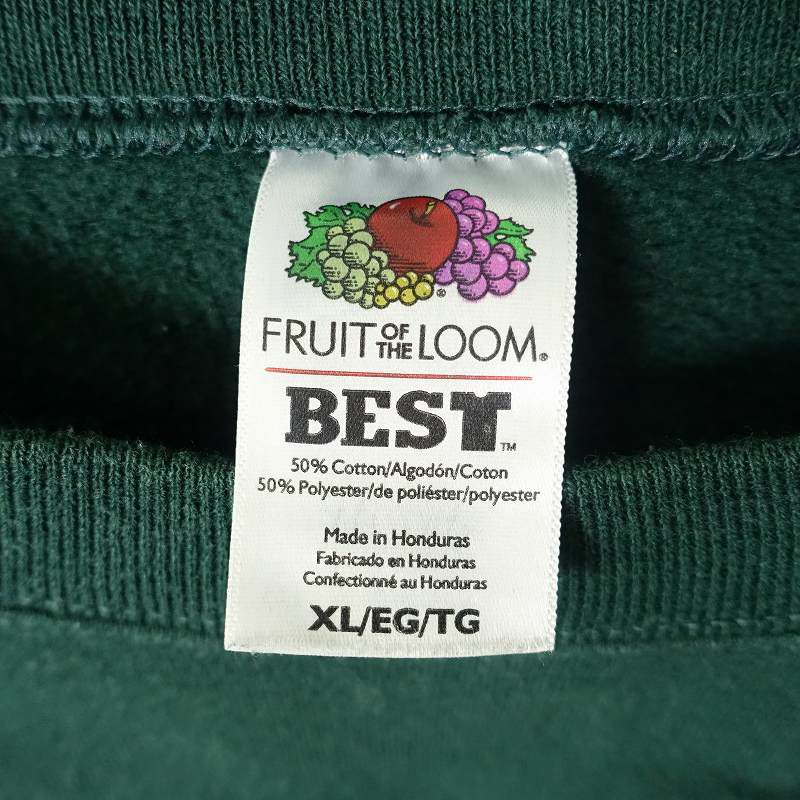 FRUIT OF THE LOOM®
BEST™
50% Cotton/Algodón/Coton
50% Polyester/de poliéster/polyester
Made in Honduras
Fabricado en Honduras
Confectionné au Honduras
XL/EG/TG